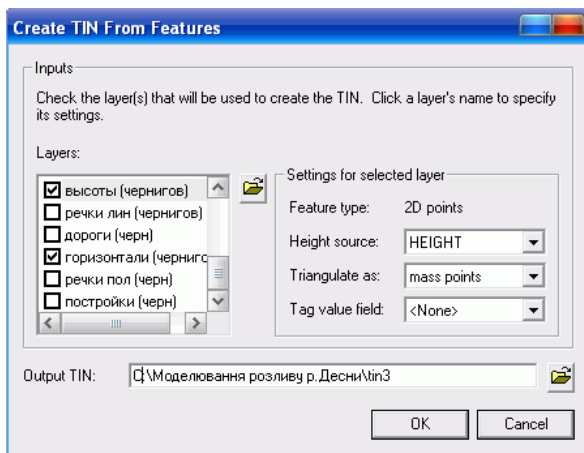 Create TIN From Features
Inputs
Check the layer(s) that will be used to create the TIN. Click a layer's name to specify
its settings.
Layers:
высоты (чернигов)
речки лин (чернигов)
дороги (черн)
горизонтали (черниго
речки пол (черн)
постройки (черн)
Settings for selected layer
Feature type: 2D points
Height source: HEIGHT
Triangulate as: mass points
Tag value field: <None>
Output TIN: C:\Моделювання розливу р.Десни\tin3
OK Cancel